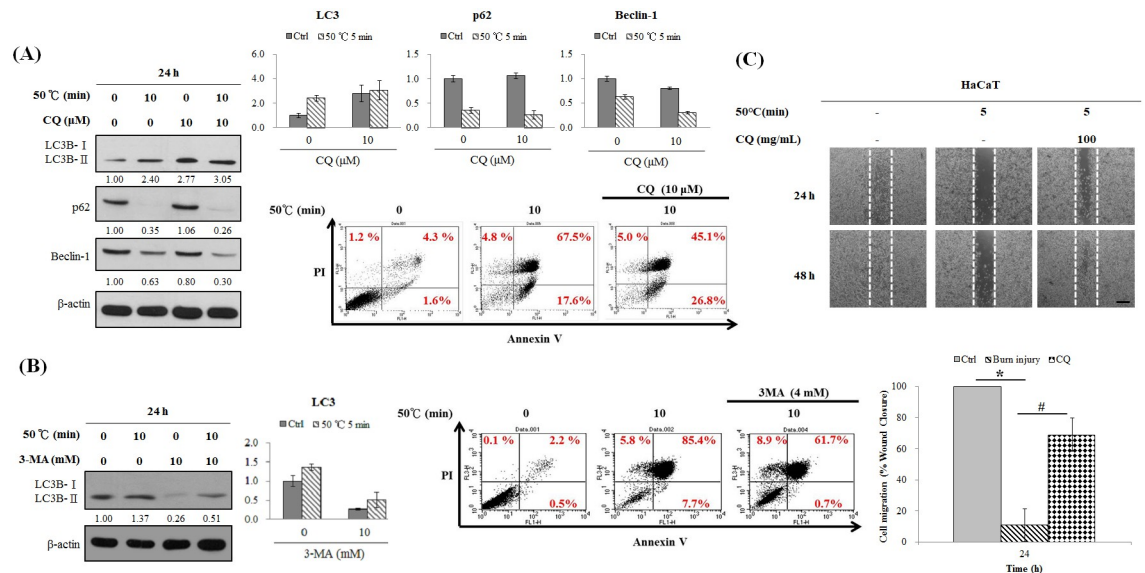 (A)
24 h
50 ℃ (min) 0 10 0 10
CQ (μM) 0 0 10 10
LC3B- Ⅰ
LC3B- Ⅱ
1.00 2.40 2.77 3.05
p62
1.00 0.35 1.06 0.26
Beclin-1
1.00 0.63 0.80 0.30
β-actin
LC3
Ctrl 50 ℃ 5 min
6.0
4.0
2.0
0.0
0 10
CQ (μM)
p62
Ctrl 50 ℃ 5 min
1.5
1.0
0.5
0.0
0 10
CQ (μM)
Beclin-1
Ctrl 50 ℃ 5 min
1.5
1.0
0.5
0.0
0 10
CQ (μM)
CQ (10 μM)
50℃ (min) 0 10 10
1.2 % 4.3 % 4.8 % 67.5% 5.0 % 45.1%
PI
1.6% 17.6% 26.8%
Annexin V
(B)
24 h
50 ℃ (min) 0 10 0 10
3-MA (mM) 0 0 10 10
LC3B- Ⅰ
LC3B- Ⅱ
1.00 1.37 0.26 0.51
β-actin
LC3
Ctrl 50 ℃ 5 min
2.0
1.5
1.0
0.5
0.0
0 10
3-MA (mM)
3MA (4 mM)
50℃ (min) 0 10 10
Data.001 Data.002 Data.004
0.1 % 2.2 % 5.8 % 85.4% 8.9 % 61.7%
PI
0.5% 7.7% 0.7%
FL1-H FL1-H FL1-H
Annexin V
(C)
HaCaT
50°C(min) - 5 5
CQ (mg/mL) - - 100
24 h
48 h
Ctrl Burn injury CQ
Cell migration (% Wound Closure)
100
80
60
40
20
0
*
#
24
Time (h)